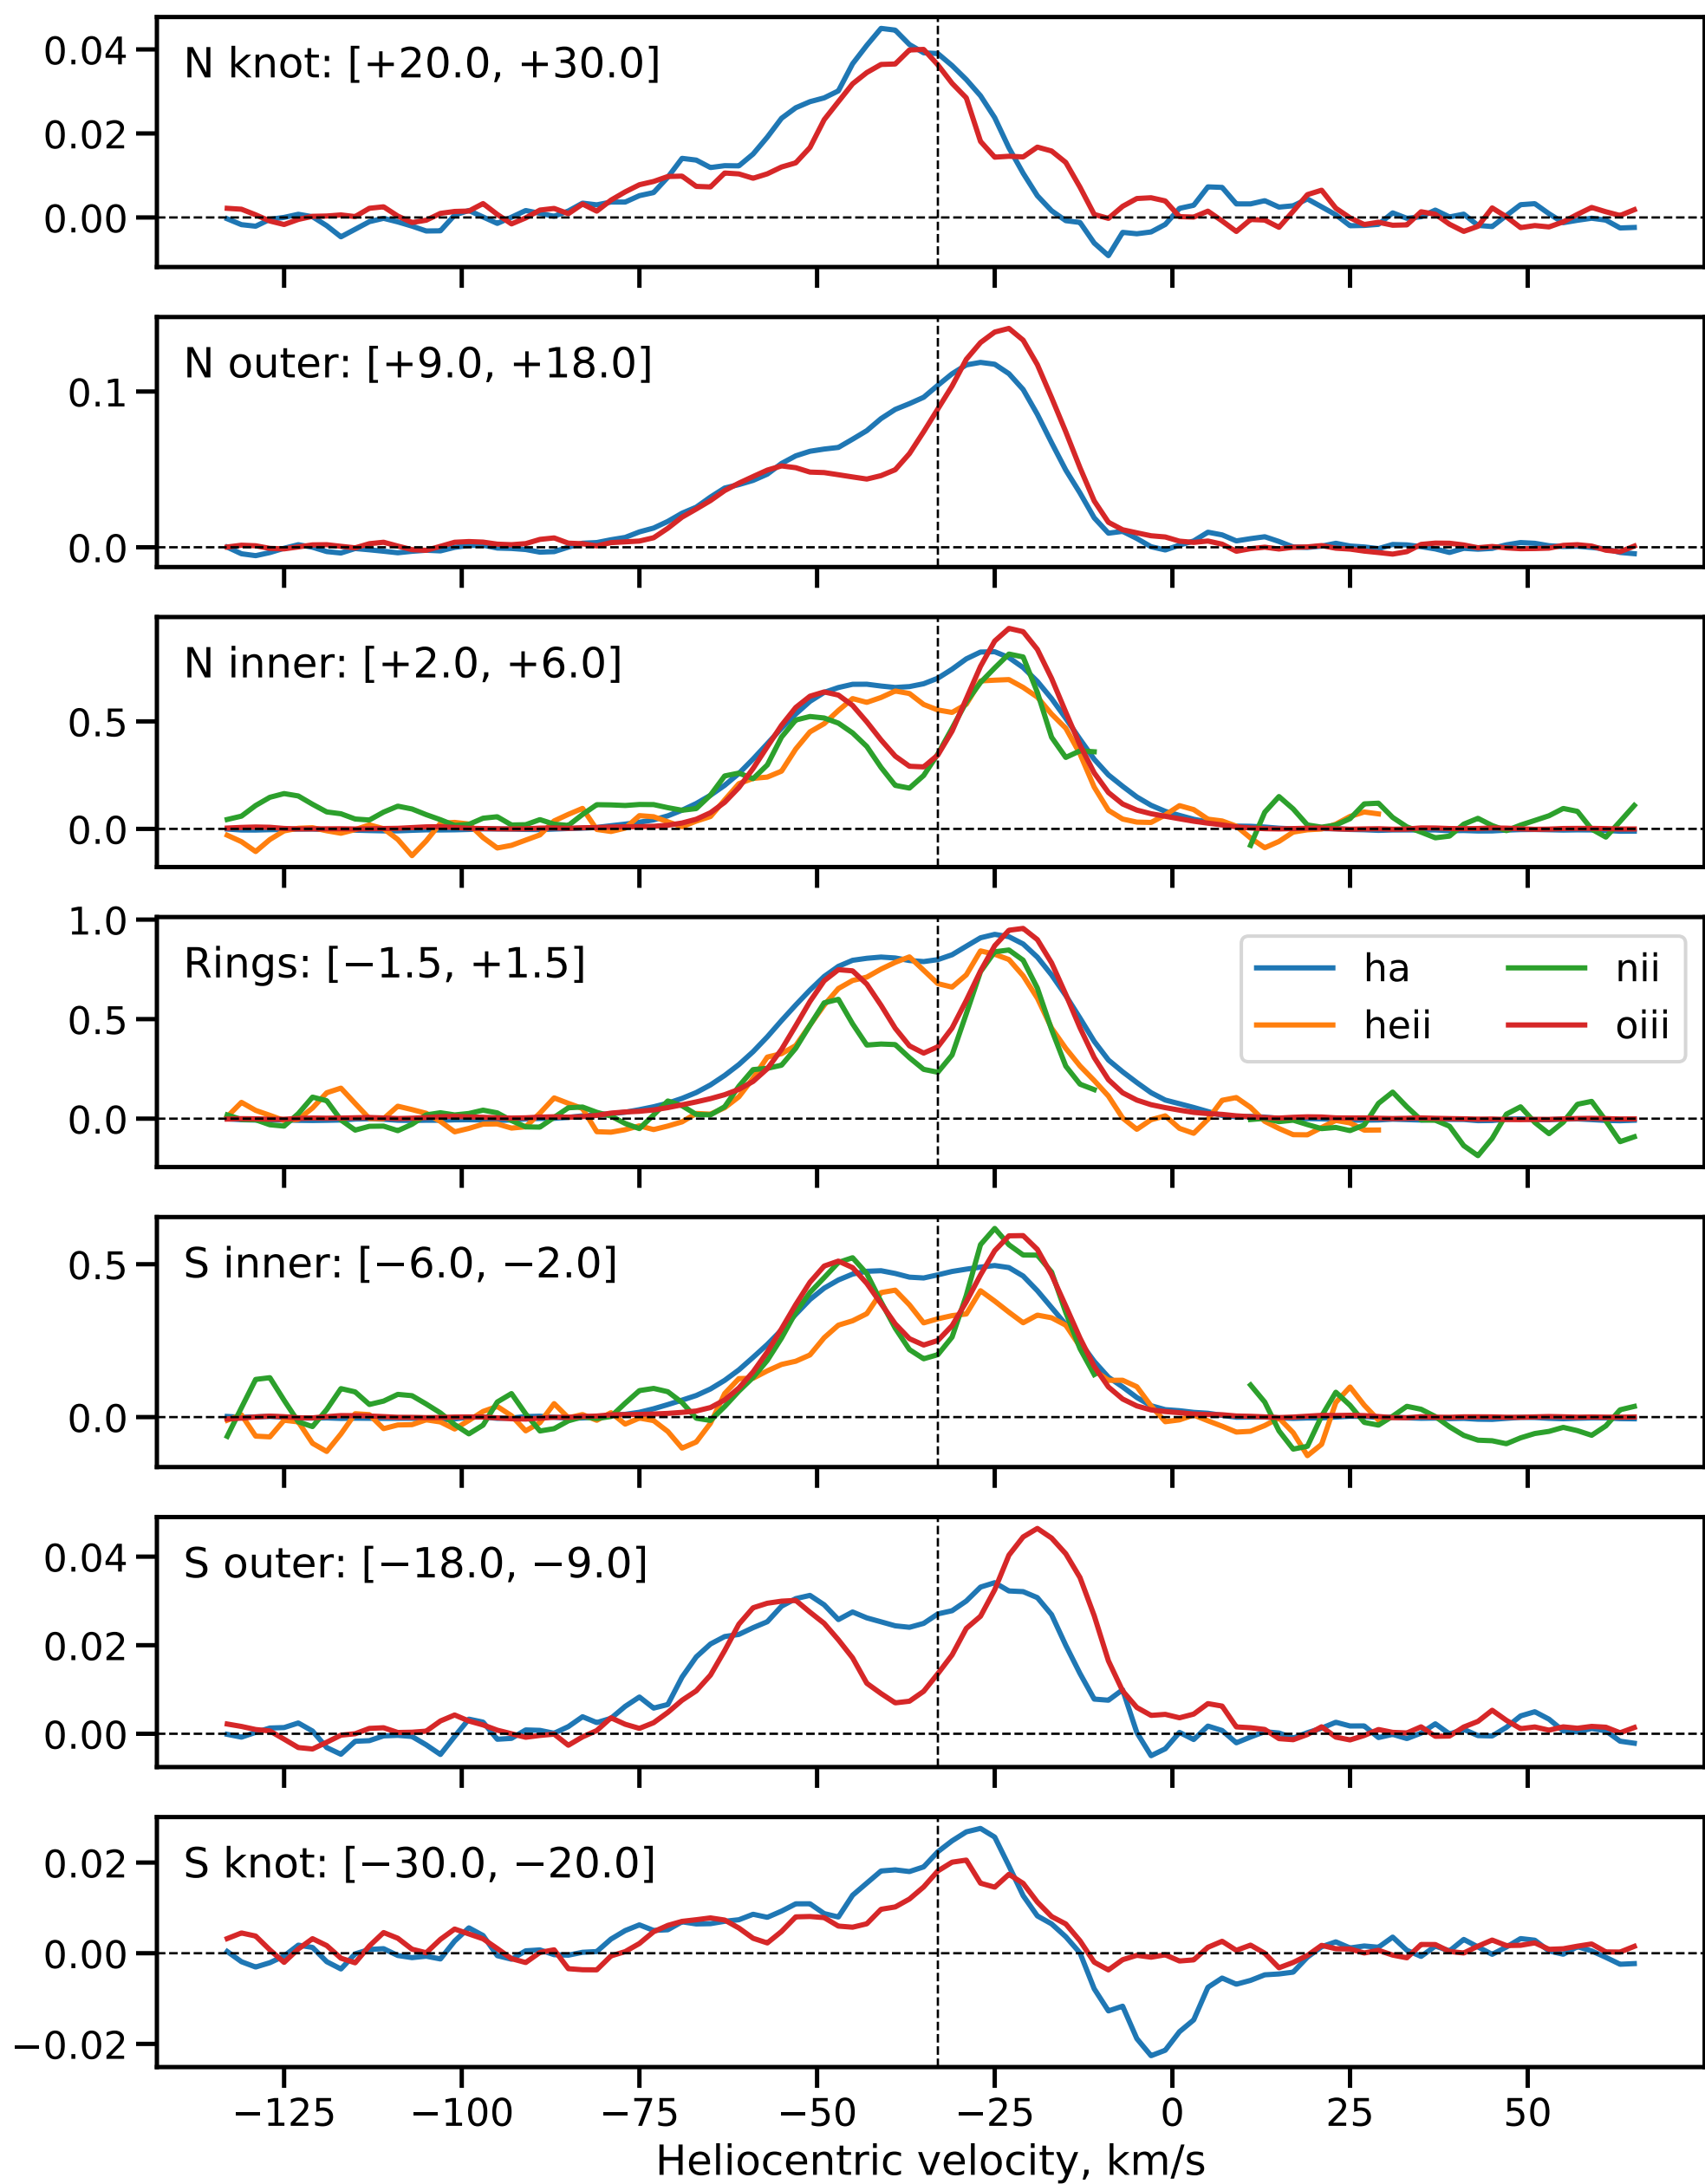 N knot: [+20.0, +30.0]
0.04
0.02
0.00
N outer: [+9.0, +18.0]
0.1
0.0
N inner: [+2.0, +6.0]
0.5
0.0
Rings: [−1.5, +1.5]
1.0
0.5
0.0
ha nii
heii oiii
S inner: [−6.0, −2.0]
0.5
0.0
S outer: [−18.0, −9.0]
0.04
0.02
0.00
S knot: [−30.0, −20.0]
0.02
0.00
−0.02
−125 −100 −75 −50 −25 0 25 50
Heliocentric velocity, km/s